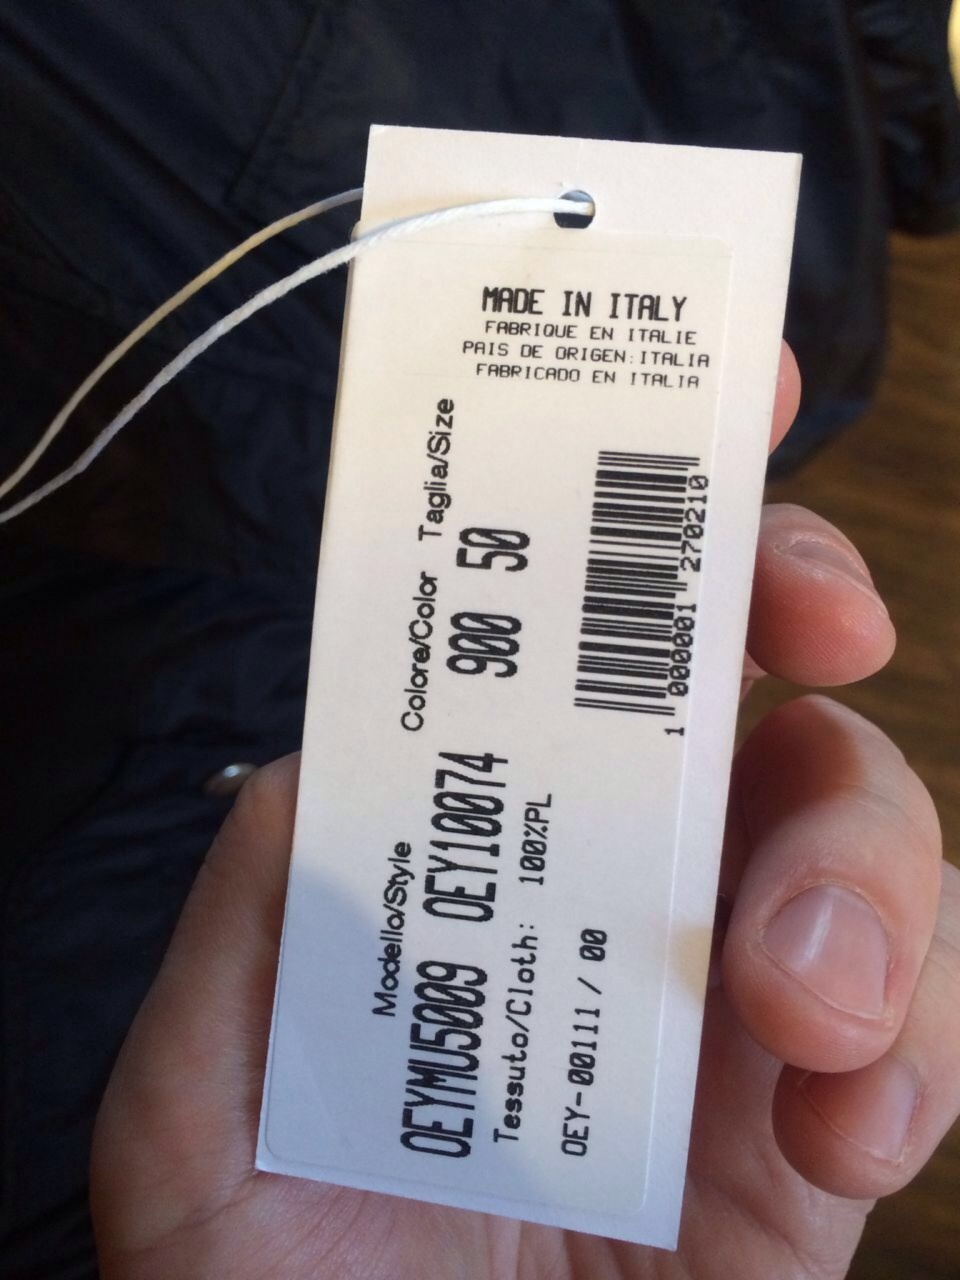 MADE IN ITALY
FABRIQUE EN ITALIE
PAIS DE ORIGEN:ITALIA
FABRICADO EN ITALIA
Modello/Style Colore/Color Taglia/Size
OEYMU5009 OEY10074 900 50
Tessuto/Cloth: 100%PL
OEY-00111 / 00
1 000001 270210